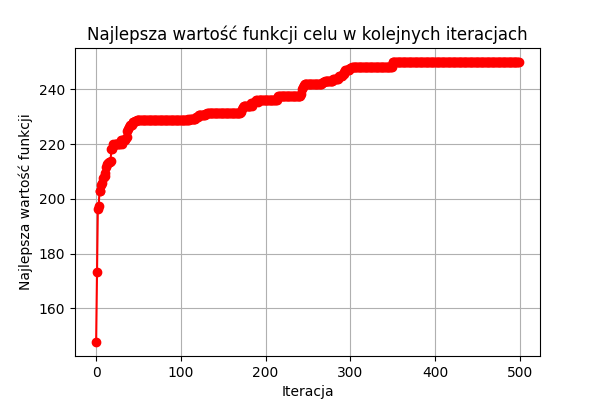 Najlepsza wartość funkcji celu w kolejnych iteracjach
Najlepsza wartość funkcji
240
220
200
180
160
0 100 200 300 400 500
Iteracja